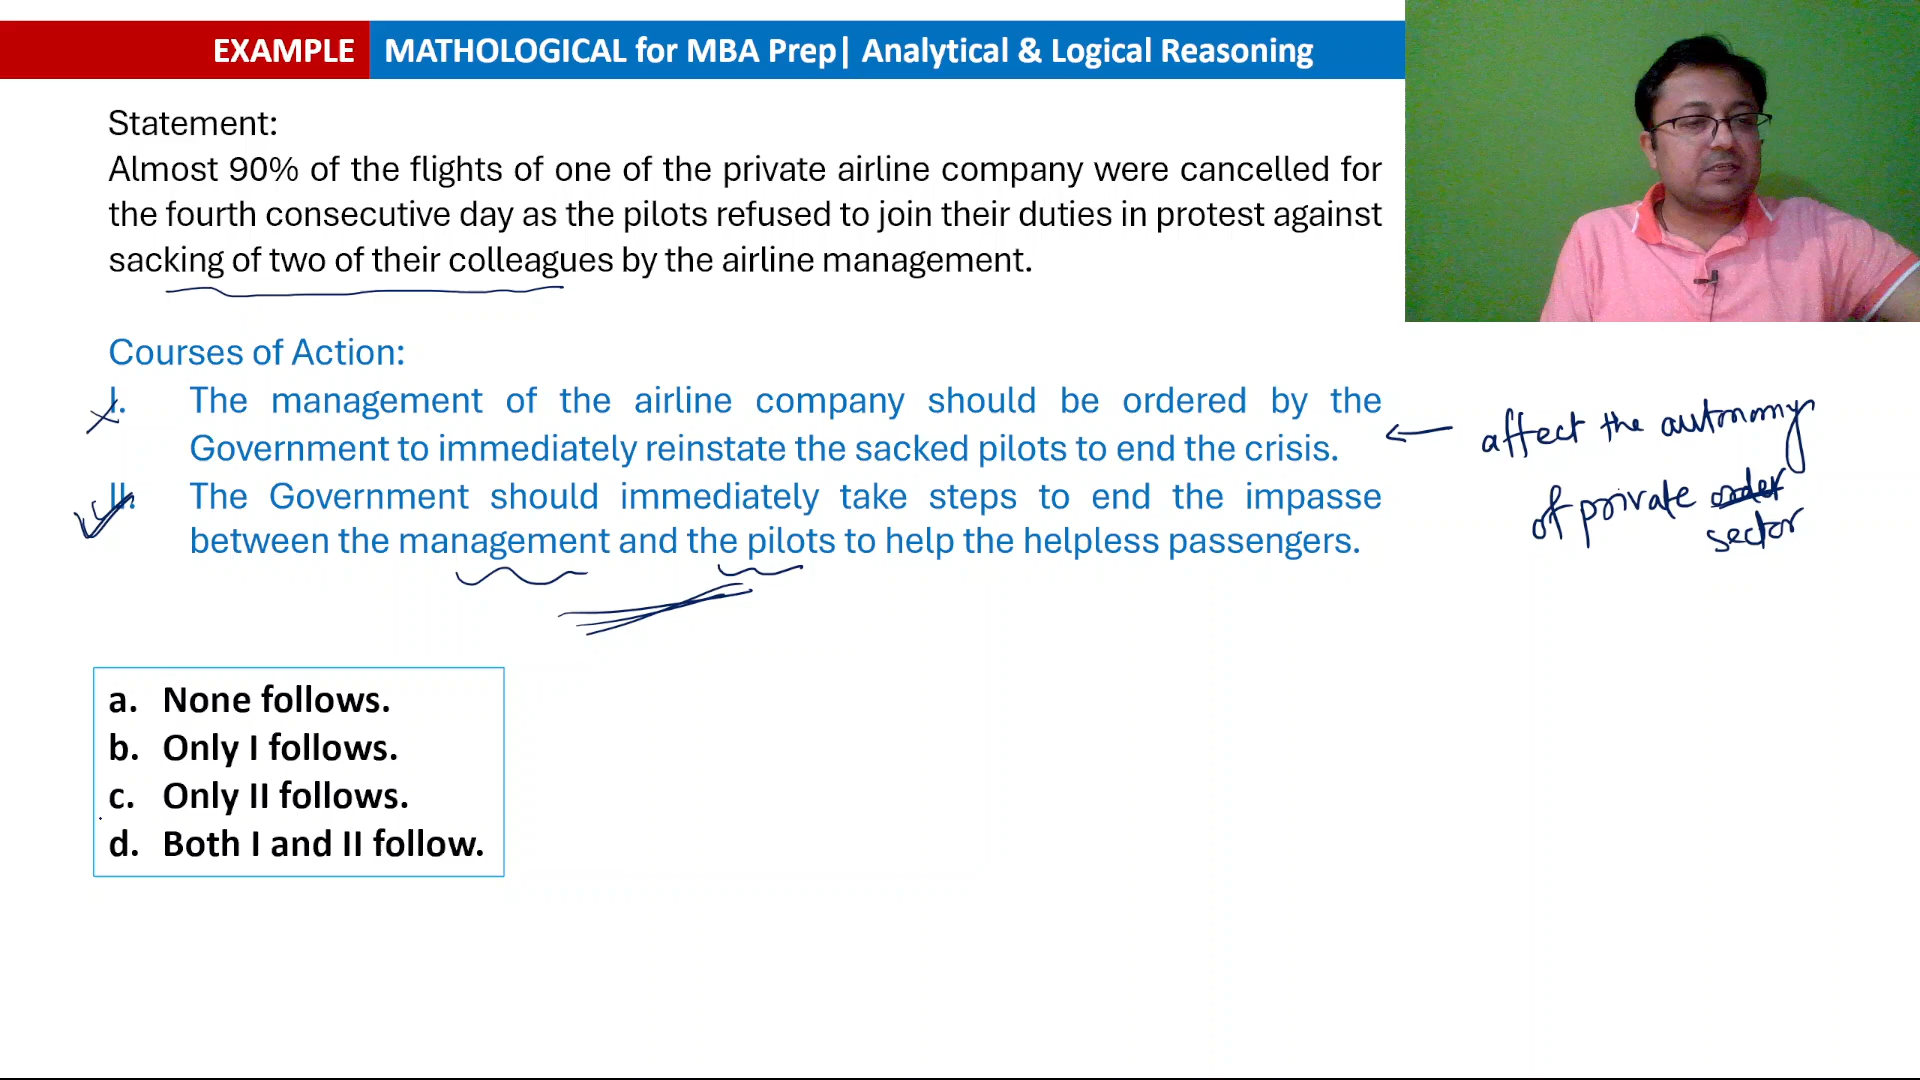 EXAMPLE MATHOLOGICAL for MBA Prep| Analytical & Logical Reasoning
Statement:
Almost 90% of the flights of one of the private airline company were cancelled for
the fourth consecutive day as the pilots refused to join their duties in protest against
sacking of two of their colleagues by the airline management.
Courses of Action:
I. The management of the airline company should be ordered by the
Government to immediately reinstate the sacked pilots to end the crisis.
II. The Government should immediately take steps to end the impasse
between the management and the pilots to help the helpless passengers.
affect the autonomy
of private order
sector
a. None follows.
b. Only I follows.
c. Only II follows.
d. Both I and II follow.